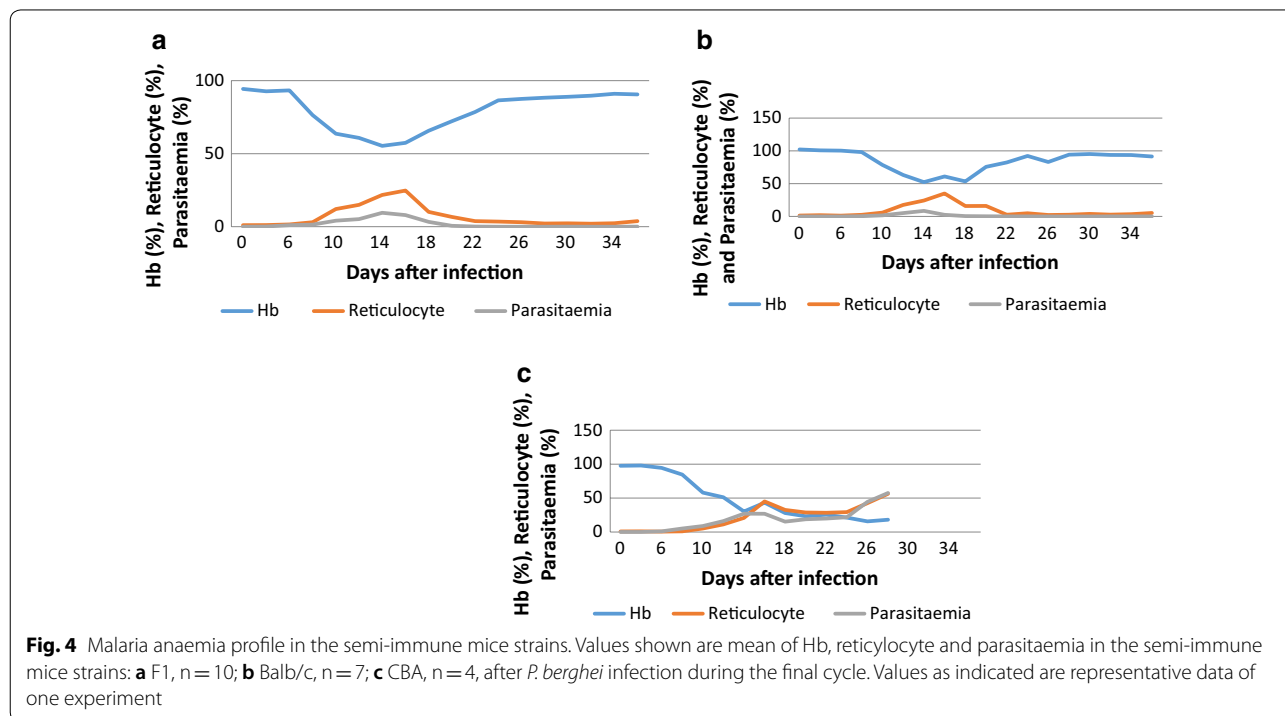 a
Hb (%), Reticulocyte (%),
Parasitaemia (%)
100
50
0
0 6 10 14 18 22 26 30 34
Days after infection
Hb Reticulocyte Parasitaemia
b
Hb (%), Reticulocyte (%)
and Parasitaemia (%)
150
100
50
0
0 6 10 14 18 22 26 30 34
Days after infection
Hb Reticulocyte Parasitaemia
c
Hb (%), Reticulocyte (%),
Parasitaemia (%)
150
100
50
0
0 6 10 14 18 22 26 30 34
Days after infection
Hb Reticulocyte Parasitaemia
Fig. 4 Malaria anaemia profile in the semi-immune mice strains. Values shown are mean of Hb, reticylocyte and parasitaemia in the semi-immune
mice strains: a F1, n = 10; b Balb/c, n = 7; c CBA, n = 4, after P. berghei infection during the final cycle. Values as indicated are representative data of
one experiment